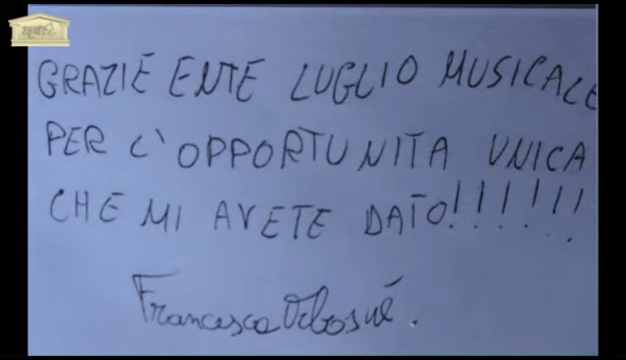 GRAZIE ENTE LUGLIO MUSICALE
PER L'OPPORTUNITA UNICA
CHE MI AVETE DATO!!!!!!
Francesca